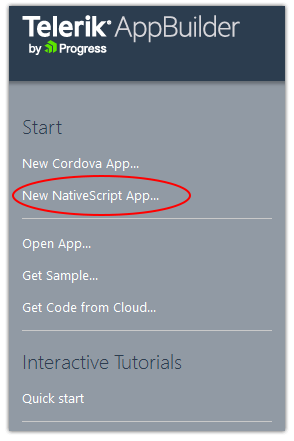 Telerik AppBuilder
by Progress
Start
New Cordova App...
New NativeScript App...
Open App...
Get Sample...
Get Code from Cloud...
Interactive Tutorials
Quick start